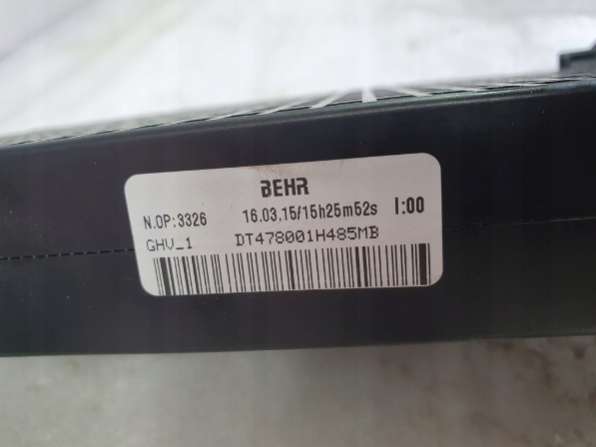 BEHR
N.OP:3326 16.03.15/15h25m52s I:00
GHV_1 DT478001H485MB